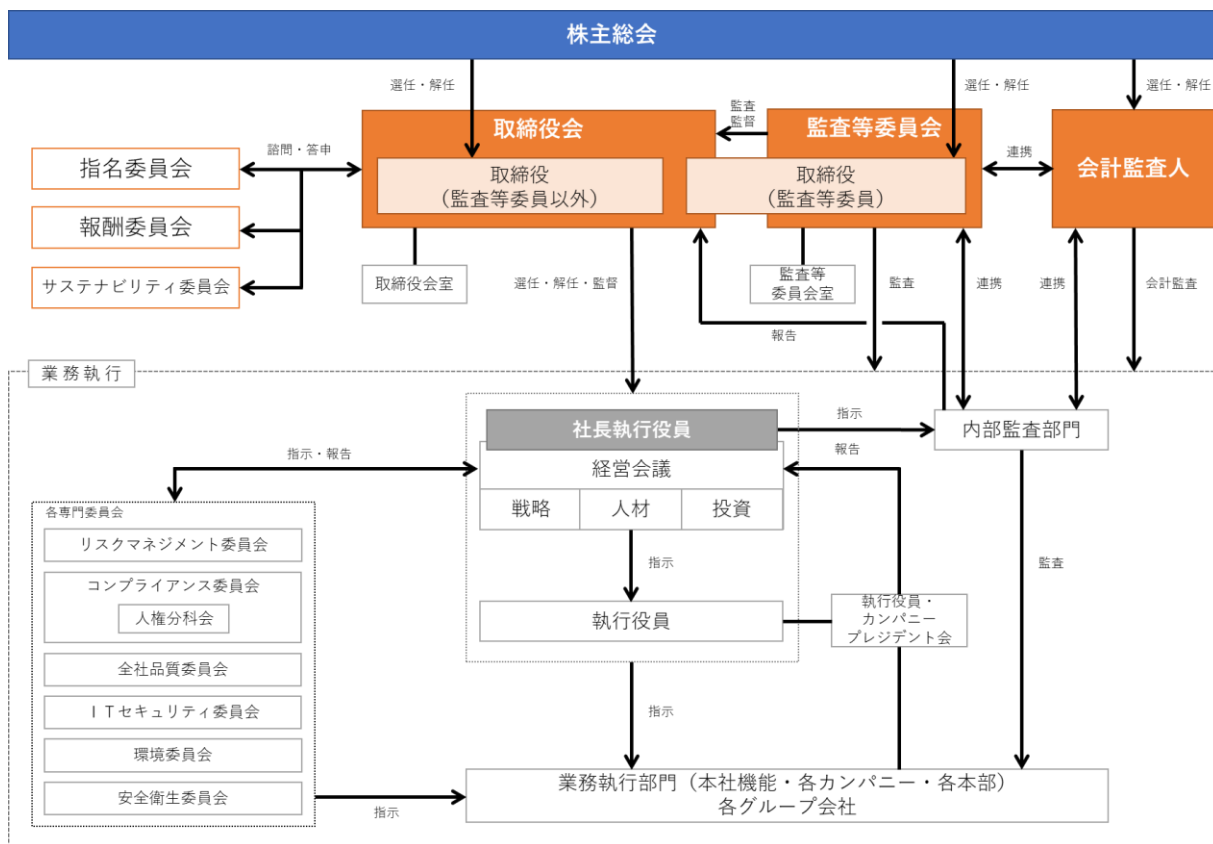 株主総会
選任・解任
選任・解任
選任・解任
取締役会
監査
監督
監査等委員会
会計監査人
諮問・答申
連携
指名委員会
報酬委員会
サステナビリティ委員会
取締役
（監査等委員以外）
取締役
（監査等委員）
取締役会室
選任・解任・監督
監査等
委員会室
監査
連携
連携
会計監査
報告
業務執行
社長執行役員
指示
内部監査部門
経営会議
報告
指示・報告
戦略
人材
投資
各専門委員会
リスクマネジメント委員会
コンプライアンス委員会
人権分科会
全社品質委員会
ＩＴセキュリティ委員会
環境委員会
安全衛生委員会
指示
監査
執行役員
執行役員・
カンパニー
プレジデント会
指示
指示
業務執行部門（本社機能・各カンパニー・各本部）
各グループ会社